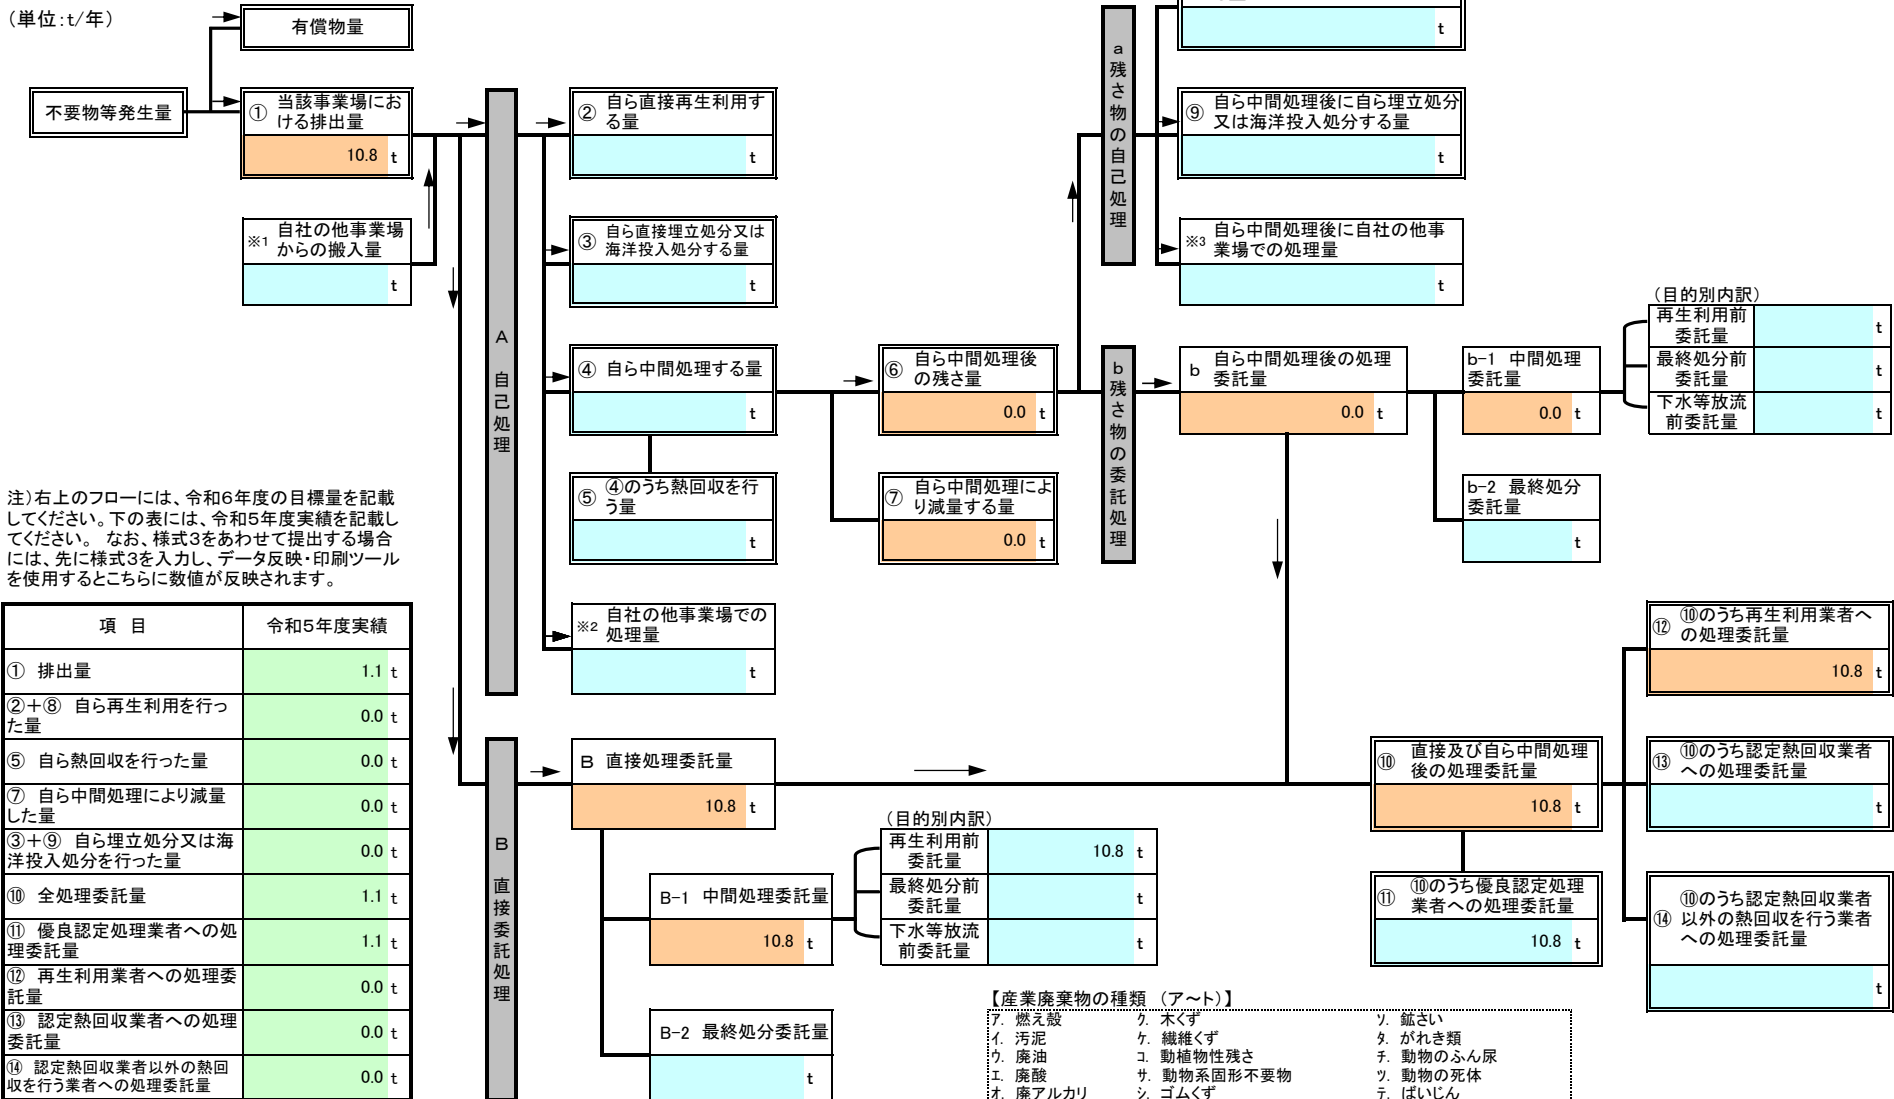 （単位:t/年）
有償物量
不要物等発生量
① 当該事業場における排出量
10.8 t
※1 自社の他事業場からの搬入量
t
A 自己処理
② 自ら直接再生利用する量
t
③ 自ら直接埋立処分又は海洋投入処分する量
t
④ 自ら中間処理する量
t
⑤ ④のうち熱回収を行う量
t
※2 自社の他事業場での処理量
t
⑥ 自ら中間処理後の残さ量
0.0 t
⑦ 自ら中間処理により減量する量
0.0 t
a 残さ物の自己処理
t
⑨ 自ら中間処理後に自ら埋立処分又は海洋投入処分する量
t
※3 自ら中間処理後に自社の他事業場での処理量
t
b 残さ物の委託処理
b 自ら中間処理後の処理委託量
0.0 t
b-1 中間処理委託量
0.0 t
（目的別内訳）
再生利用前委託量 t
最終処分前委託量 t
下水等放流前委託量 t
b-2 最終処分委託量
t
注）右上のフローには、令和６年度の目標量を記載
してください。下の表には、令和５年度実績を記載し
てください。 なお、様式３をあわせて提出する場合
には、先に様式３を入力し、データ反映・印刷ツール
を使用するとこちらに数値が反映されます。
項 目 令和５年度実績
① 排出量 1.1 t
②＋⑧ 自ら再生利用を行った量 0.0 t
⑤ 自ら熱回収を行った量 0.0 t
⑦ 自ら中間処理により減量した量 0.0 t
③＋⑨ 自ら埋立処分又は海洋投入処分を行った量 0.0 t
⑩ 全処理委託量 1.1 t
⑪ 優良認定処理業者への処理委託量 1.1 t
⑫ 再生利用業者への処理委託量 0.0 t
⑬ 認定熱回収業者への処理委託量 0.0 t
⑭ 認定熱回収業者以外の熱回収を行う業者への処理委託量 0.0 t
B 直接委託処理
B 直接処理委託量
10.8 t
B-1 中間処理委託量
10.8 t
（目的別内訳）
再生利用前委託量 10.8 t
最終処分前委託量 t
下水等放流前委託量 t
B-2 最終処分委託量
t
⑩ 直接及び自ら中間処理後の処理委託量
10.8 t
⑪ ⑩のうち優良認定処理業者への処理委託量
10.8 t
⑫ ⑩のうち再生利用業者への処理委託量
10.8 t
⑬ ⑩のうち認定熱回収業者への処理委託量
t
⑭ ⑩のうち認定熱回収業者以外の熱回収を行う業者への処理委託量
t
【産業廃棄物の種類 （ア～ト）】
ｱ. 燃え殻 ｸ. 木くず ｿ. 鉱さい
ｲ. 汚泥 ｹ. 繊維くず ﾀ. がれき類
ｳ. 廃油 ｺ. 動植物性残さ ﾁ. 動物のふん尿
ｴ. 廃酸 ｻ. 動物系固形不要物 ﾂ. 動物の死体
ｵ. 廃アルカリ ｼ. ゴムくず ﾃ. ばいじん